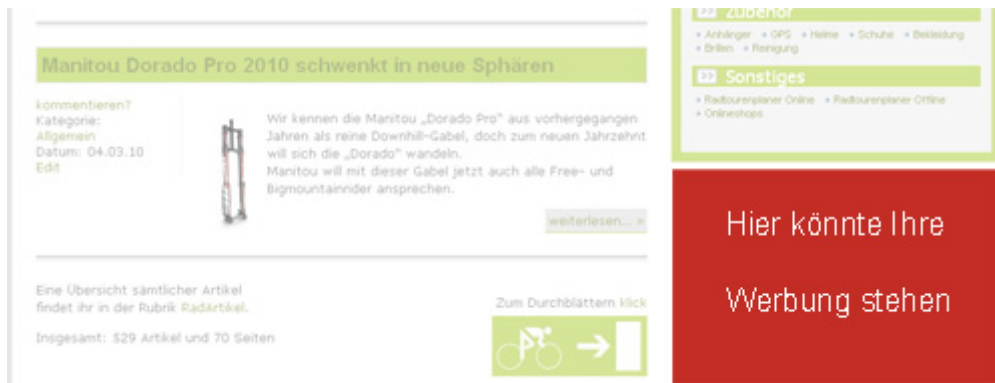 Manitou Dorado Pro 2010 schwenkt in neue Sphären
kommentieren?
Kategorie:
Allgemein
Datum: 04.03.10
Edit
Wir kennen die Manitou „Dorado Pro" aus vorhergegangen
Jahren als reine Downhill-Gabel, doch zum neuen Jahrzehnt
will sich die „Dorado" wandeln.
Manitou will mit dieser Gabel jetzt auch alle Free- und
Bigmountainrider ansprechen.
weiterlesen... »
Eine Übersicht sämtlicher Artikel
findet ihr in der Rubrik RadArtikel.
Insgesamt: 529 Artikel und 70 Seiten
Zum Durchblättern klick
Zubehör
Anhänger GPS Helme Schuhe Bekleidung
Brillen Reinigung
Sonstiges
Radtourenplaner Online Radtourenplaner Offline
Onlineshops
Hier könnte Ihre
Werbung stehen